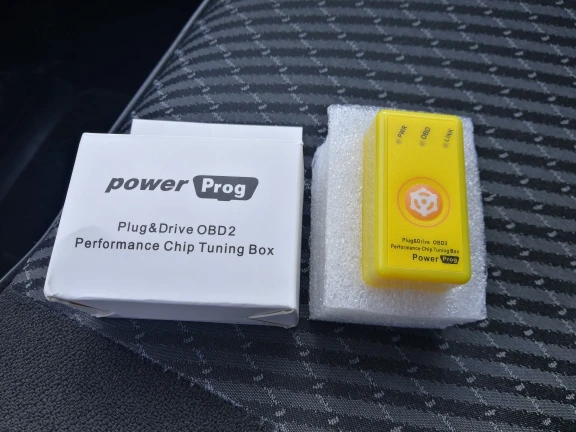 power Prog
Plug&Drive OBD2
Performance Chip Tuning Box
PWR
OBD
LINK
Plug&Drive OBD2
Performance Chip Tuning Box
Power Prog